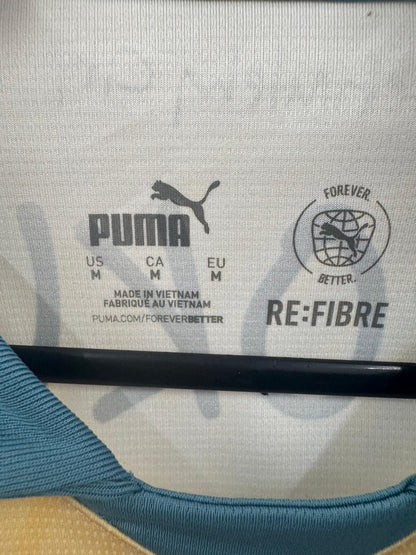 PUMA
US CA EU
M M M
MADE IN VIETNAM
FABRIQUÉ AU VIETNAM
PUMA.COM/FOREVERBETTER
FOREVER.
BETTER.
RE:FIBRE